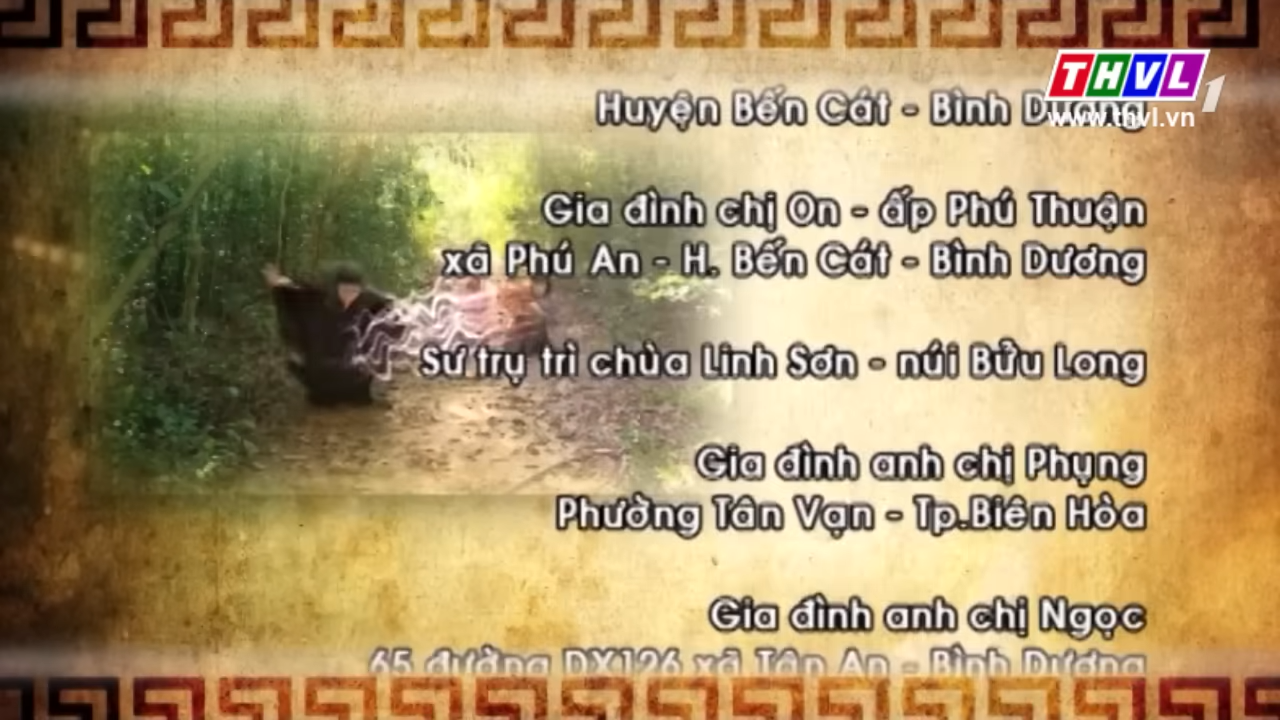 THVL1
Huyện Bến Cát - Bình Dương
www.thvl.vn
Gia đình chị On - ấp Phú Thuận
xã Phú An - H. Bến Cát - Bình Dương
Sư trụ trì chùa Linh Sơn - núi Bửu Long
Gia đình anh chị Phụng
Phường Tân Vạn - Tp.Biên Hòa
Gia đình anh chị Ngọc
65 đường DX126 xã Tân An - Bình Dương